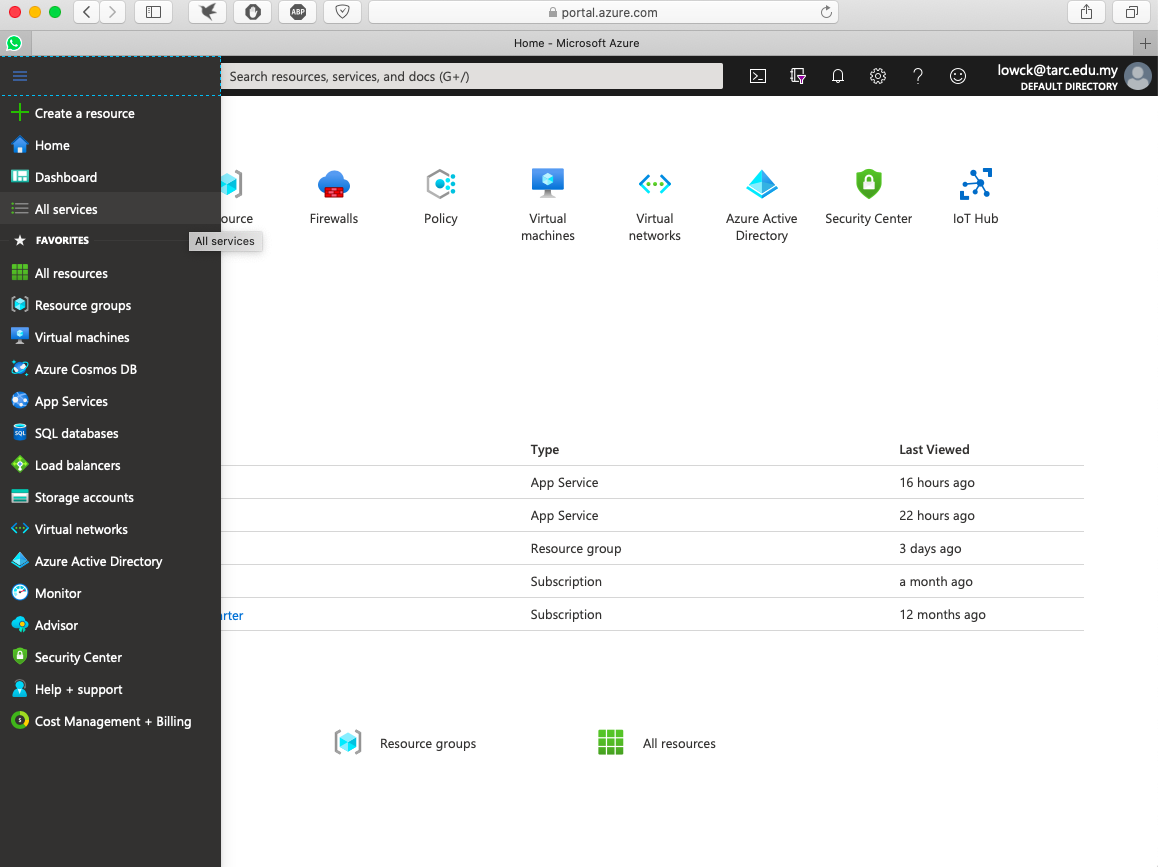 ABP
portal.azure.com
Home - Microsoft Azure
Search resources, services, and docs (G+/)
lowck@tarc.edu.my
DEFAULT DIRECTORY
Create a resource
Home
Dashboard
All services
FAVORITES
All services
All resources
Resource groups
Virtual machines
Azure Cosmos DB
App Services
SQL
SQL databases
Load balancers
Storage accounts
Virtual networks
Azure Active Directory
Monitor
Advisor
Security Center
Help + support
Cost Management + Billing
ource
Firewalls
Policy
Virtual
machines
Virtual
networks
Azure Active
Directory
Security Center
IoT Hub
Type
Last Viewed
App Service
16 hours ago
App Service
22 hours ago
Resource group
3 days ago
Subscription
a month ago
rter
Subscription
12 months ago
Resource groups
All resources